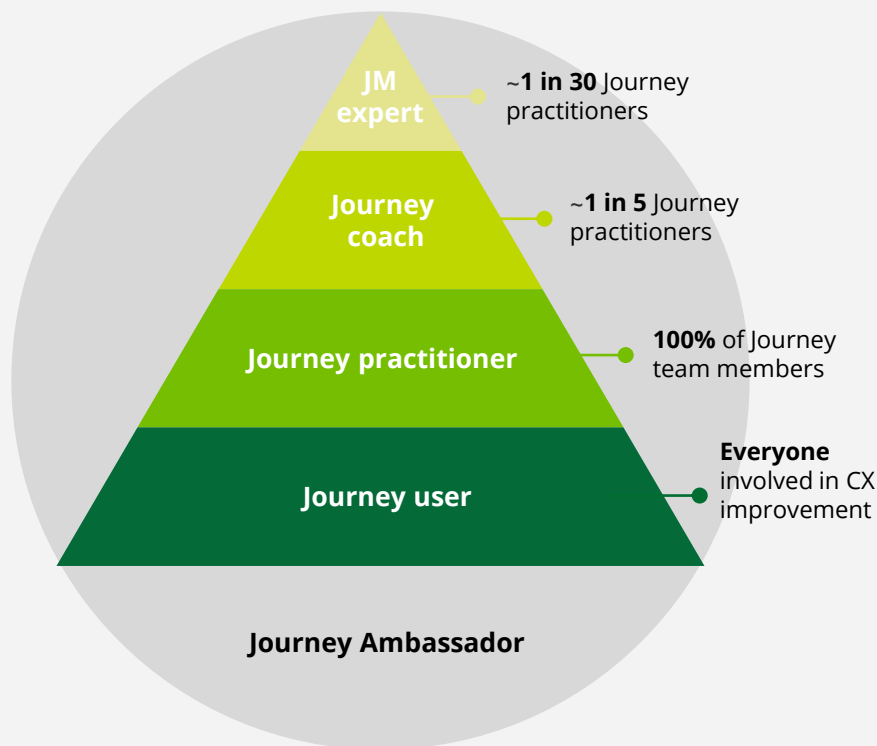 JM
expert
~1 in 30 Journey
practitioners
Journey
coach
~1 in 5 Journey
practitioners
Journey practitioner
100% of Journey
team members
Journey user
Everyone
involved in CX
improvement
Journey Ambassador